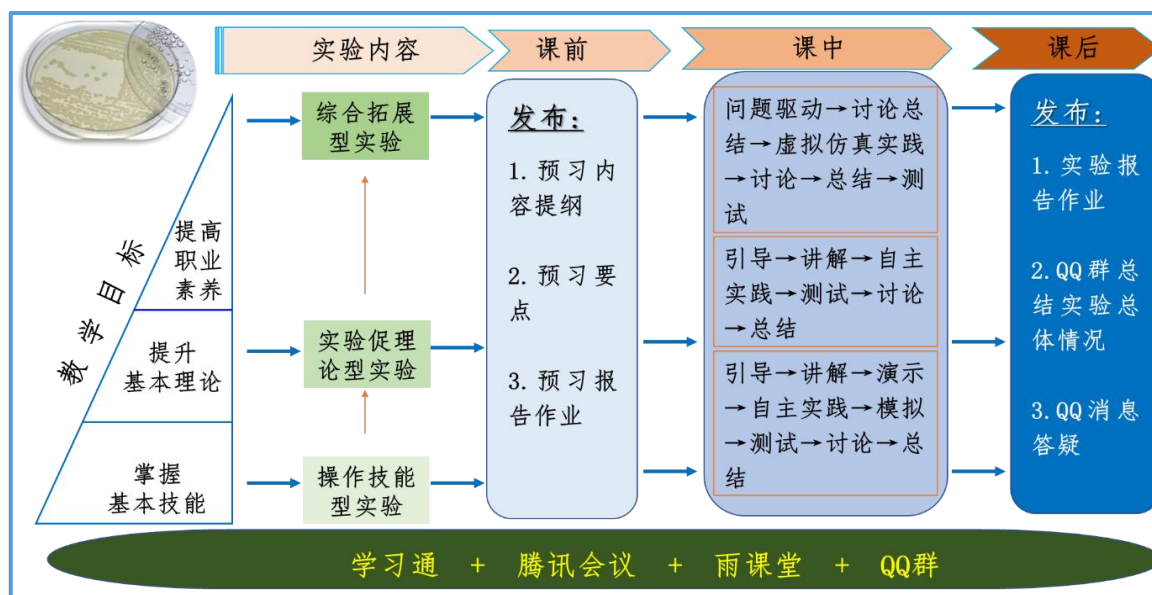 实验内容
课前
课中
课后
教学目标
提高
职业
素养
提升
基本理论
掌握
基本技能
综合拓展
型实验
实验促理
论型实验
操作技能
型实验
发布：
1. 预习内
容提纲
2. 预习要
点
3. 预习报
告作业
问题驱动→讨论总
结→虚拟仿真实践
→讨论→总结→测
试
引导→讲解→自主
实践→测试→讨论
→总结
引导→讲解→演示
→自主实践→模拟
→测试→讨论→总
结
发布：
1. 实验报
告作业
2.QQ群总
结实验总
体情况
3.QQ消息
答疑
学习通 + 腾讯会议 + 雨课堂 + QQ群